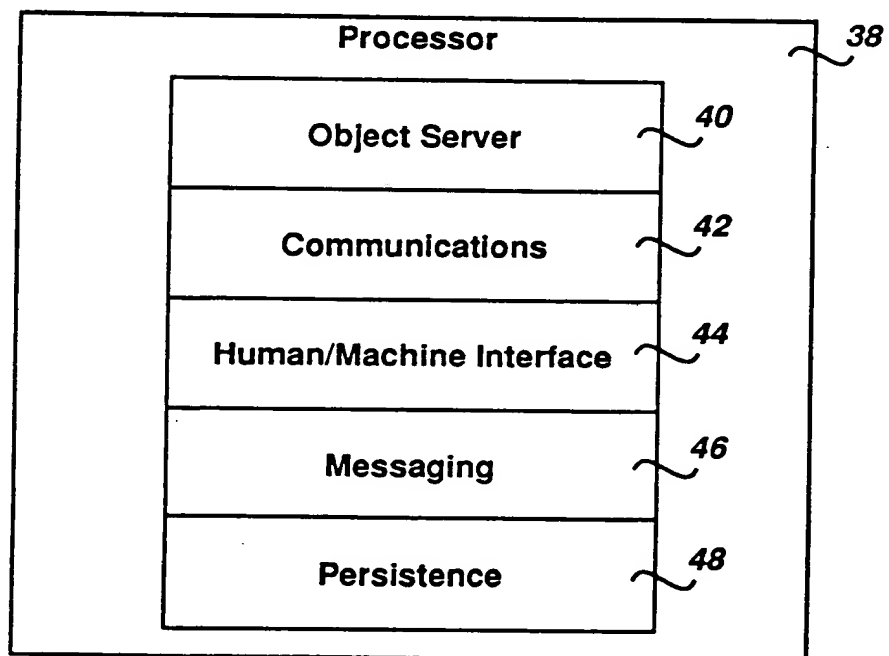 Processor 38
Object Server 40
Communications 42
Human/Machine Interface 44
Messaging 46
Persistence 48